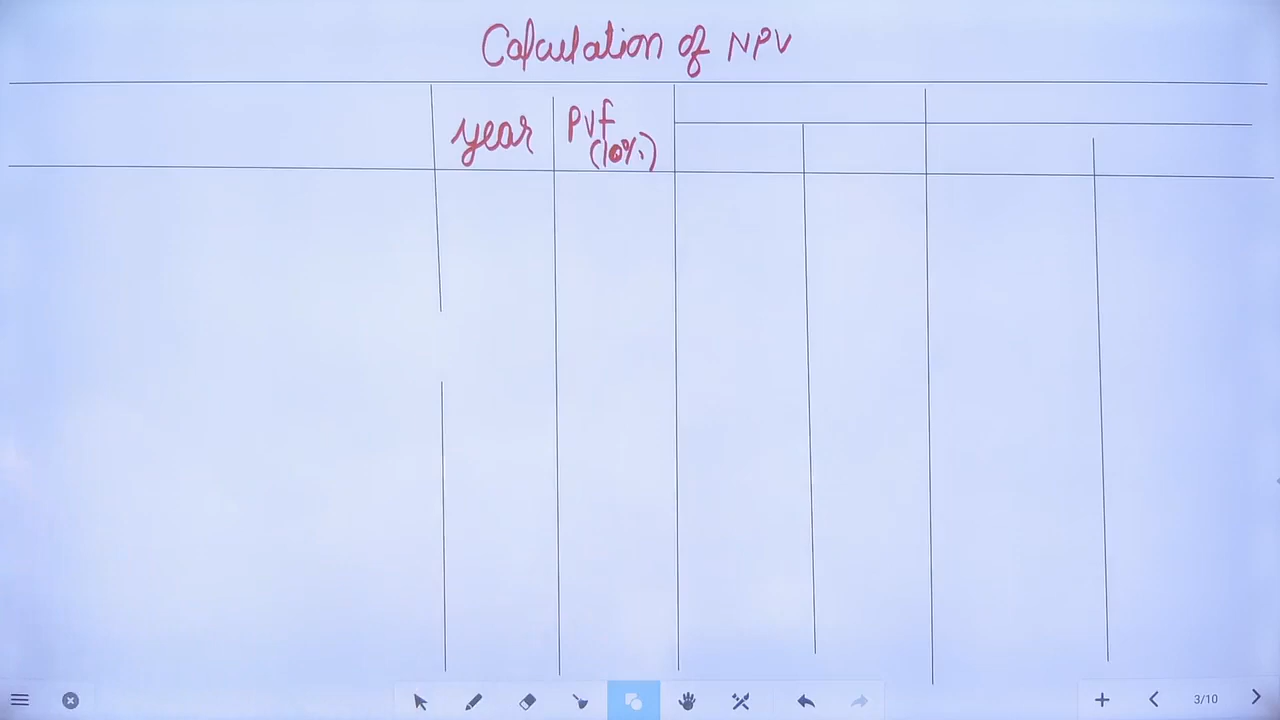 Calculation of NPV
year
PVf
(10%)
3/10